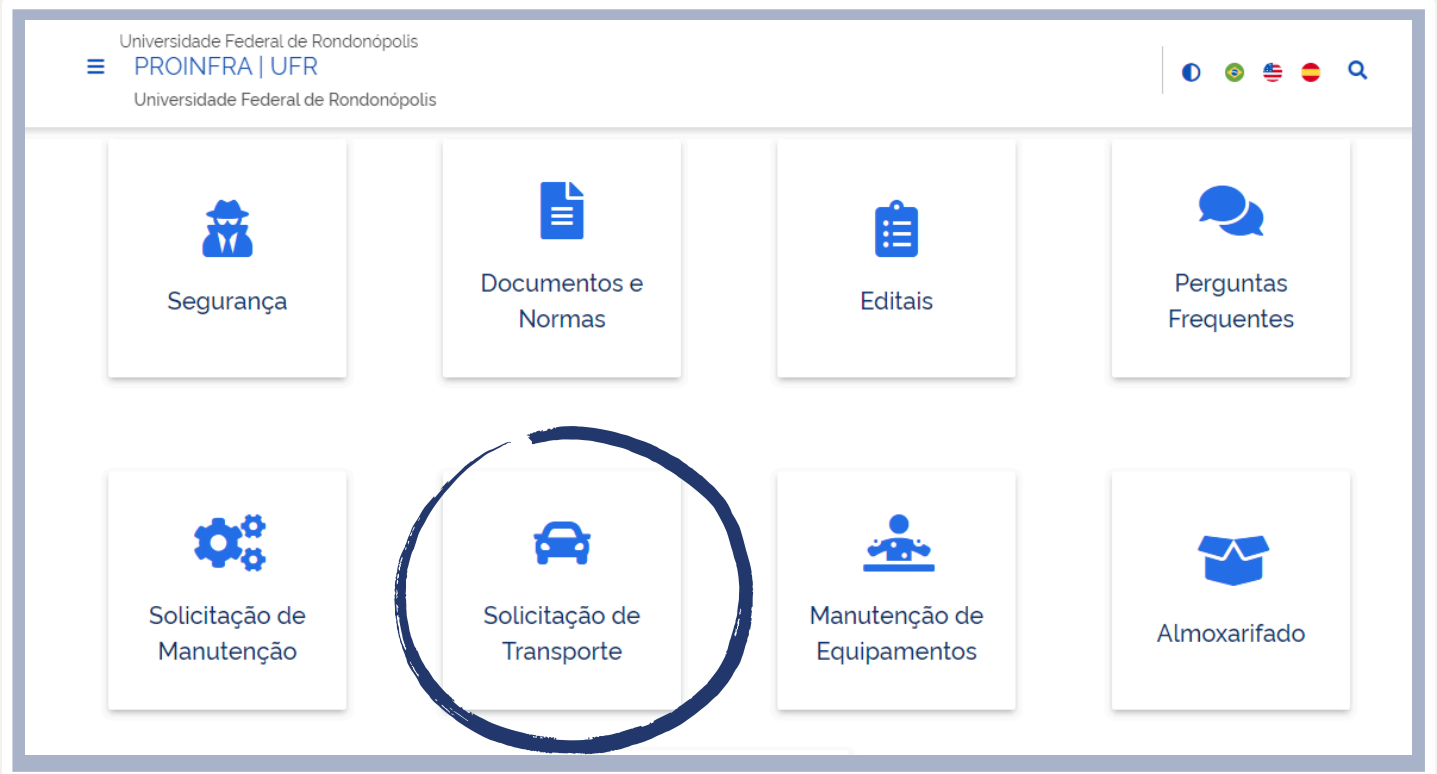 Universidade Federal de Rondonópolis
PROINFRA | UFR
Universidade Federal de Rondonópolis
Segurança
Documentos e
Normas
Editais
Perguntas
Frequentes
Solicitação de
Manutenção
Solicitação de
Transporte
Manutenção de
Equipamentos
Almoxarifado